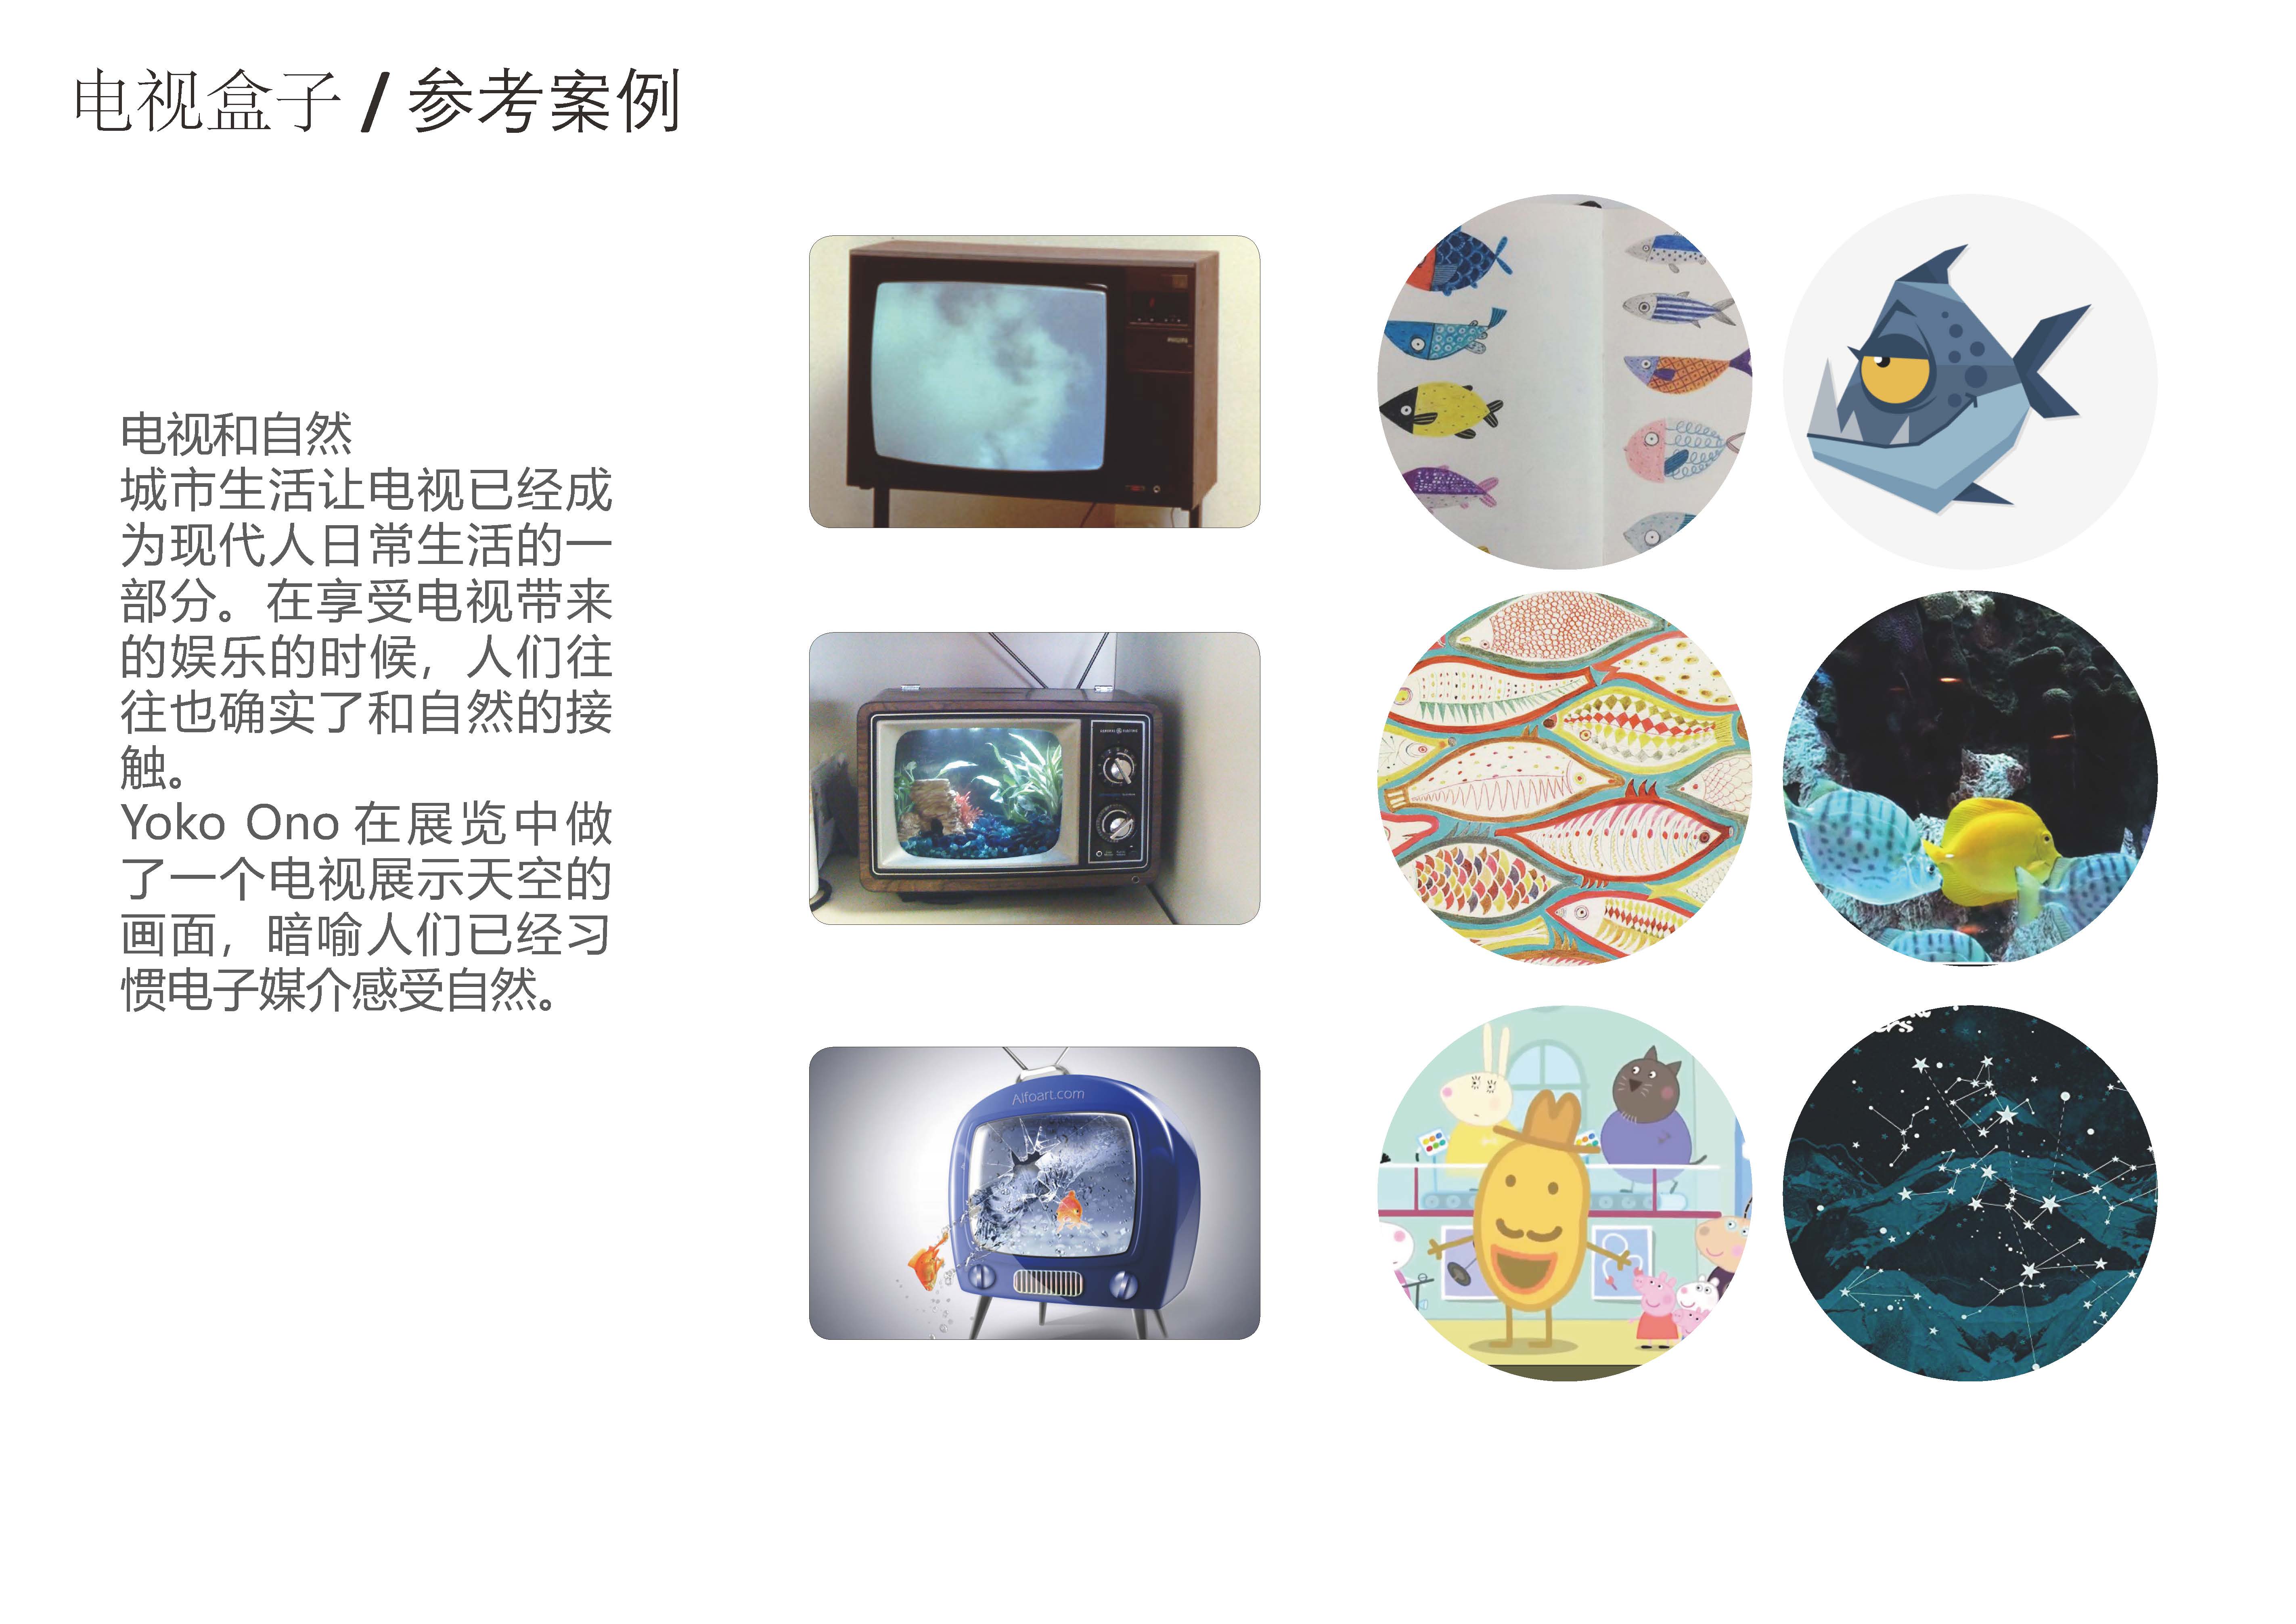 电视盒子 / 参考案例
电视和自然
城市生活让电视已经成
为现代人日常生活的一
部分。在享受电视带来
的娱乐的时候，人们往
往也确实了和自然的接
触。
Yoko Ono 在展览中做
了一个电视展示天空的
画面，暗喻人们已经习
惯电子媒介感受自然。
GENERAL ELECTRIC
Alfoart.com